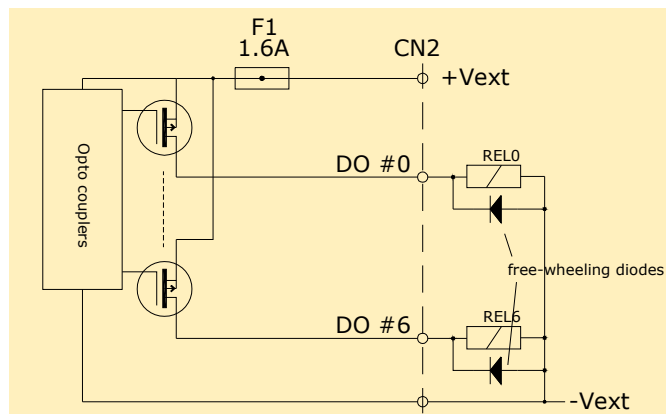 F1
1.6A
CN2
+Vext
Opto couplers
DO #0
REL0
free-wheeling diodes
DO #6
REL6
-Vext